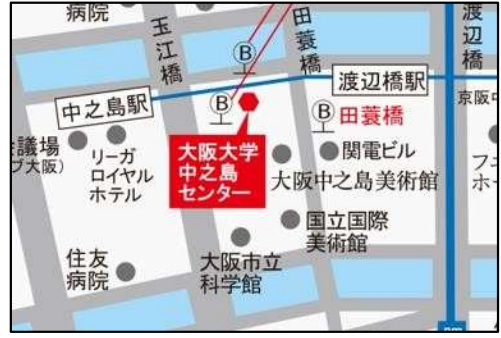 病院
玉江橋
田蓑橋
渡辺橋
B
渡辺橋駅
中之島駅
B
B
田蓑橋
京阪中
議場
ブ大阪)
リーガ
ロイヤル
ホテル
大阪大学
中之島
センター
関電ビル
大阪中之島美術館
フ
国立国際
美術館
大阪市立
科学館
住友
病院